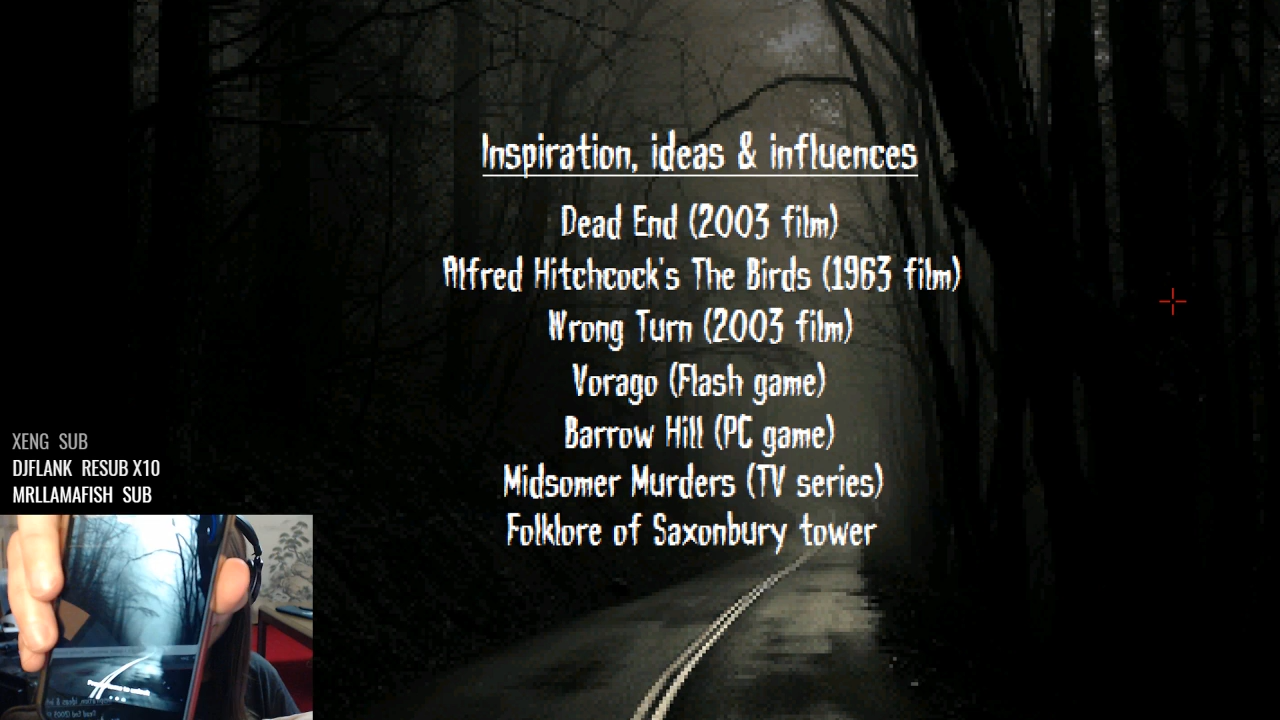 Inspiration, ideas & influences
Dead End (2003 film)
Alfred Hitchcock's The Birds (1963 film)
Wrong Turn (2003 film)
Vorago (Flash game)
Barrow Hill (PC game)
Midsomer Murders (TV series)
Folklore of Saxonbury tower
XENG SUB
DJFLANK RESUB X10
MRLLAMAFISH SUB